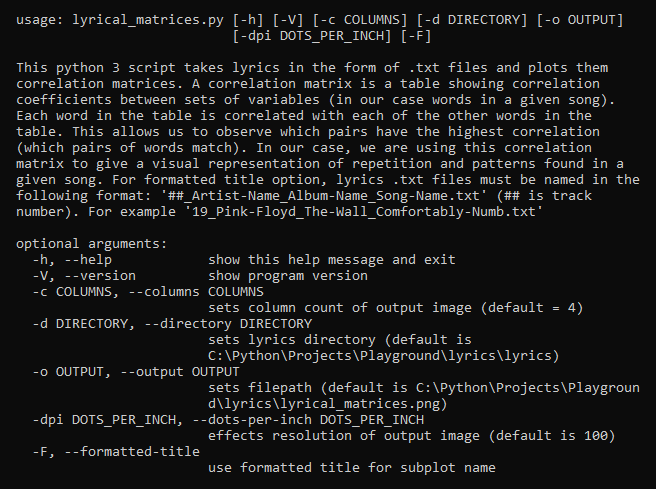 usage: lyrical_matrices.py [-h] [-V] [-c COLUMNS] [-d DIRECTORY] [-o OUTPUT]
[-dpi DOTS_PER_INCH] [-F]
This python 3 script takes lyrics in the form of .txt files and plots them
correlation matrices. A correlation matrix is a table showing correlation
coefficients between sets of variables (in our case words in a given song).
Each word in the table is correlated with each of the other words in the
table. This allows us to observe which pairs have the highest correlation
(which pairs of words match). In our case, we are using this correlation
matrix to give a visual representation of repetition and patterns found in a
given song. For formatted title option, lyrics .txt files must be named in the
following format: '##_Artist-Name_Album-Name_Song-Name.txt' (## is track
number). For example '19_Pink-Floyd_The-Wall_Comfortably-Numb.txt'
optional arguments:
-h, --help show this help message and exit
-V, --version show program version
-c COLUMNS, --columns COLUMNS
sets column count of output image (default = 4)
-d DIRECTORY, --directory DIRECTORY
sets lyrics directory (default is
C:\Python\Projects\Playground\lyrics\lyrics)
-o OUTPUT, --output OUTPUT
sets filepath (default is C:\Python\Projects\Playgroun
d\lyrics\lyrical_matrices.png)
-dpi DOTS_PER_INCH, --dots-per-inch DOTS_PER_INCH
effects resolution of output image (default is 100)
-F, --formatted-title
use formatted title for subplot name